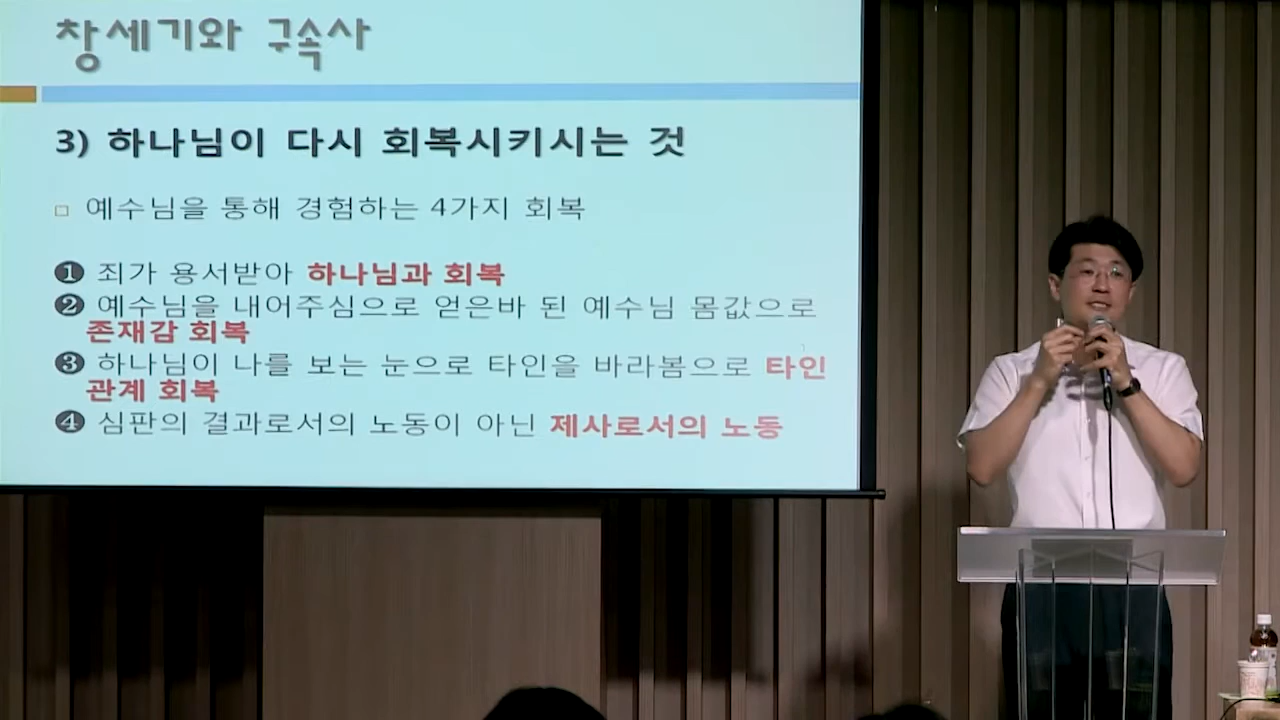 창세기와 구속사
3) 하나님이 다시 회복시키시는 것
예수님을 통해 경험하는 4가지 회복
❶ 죄가 용서받아 하나님과 회복
❷ 예수님을 내어주심으로 얻은바 된 예수님 몸값으로
존재감 회복
❸ 하나님이 나를 보는 눈으로 타인을 바라봄으로 타인
관계 회복
❹ 심판의 결과로서의 노동이 아닌 제사로서의 노동